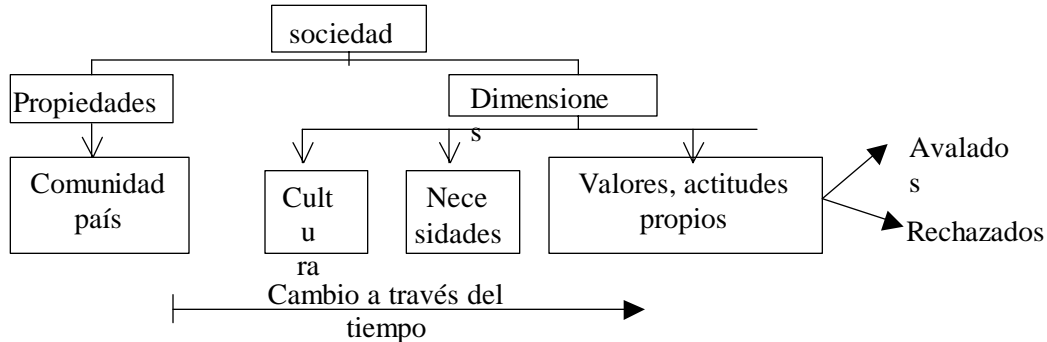 sociedad
Propiedades
Dimensione
s
Comunidad
país
Cult
u
ra
Nece
sidades
Valores, actitudes
propios
Avalado
s
Rechazados
Cambio a través del
tiempo